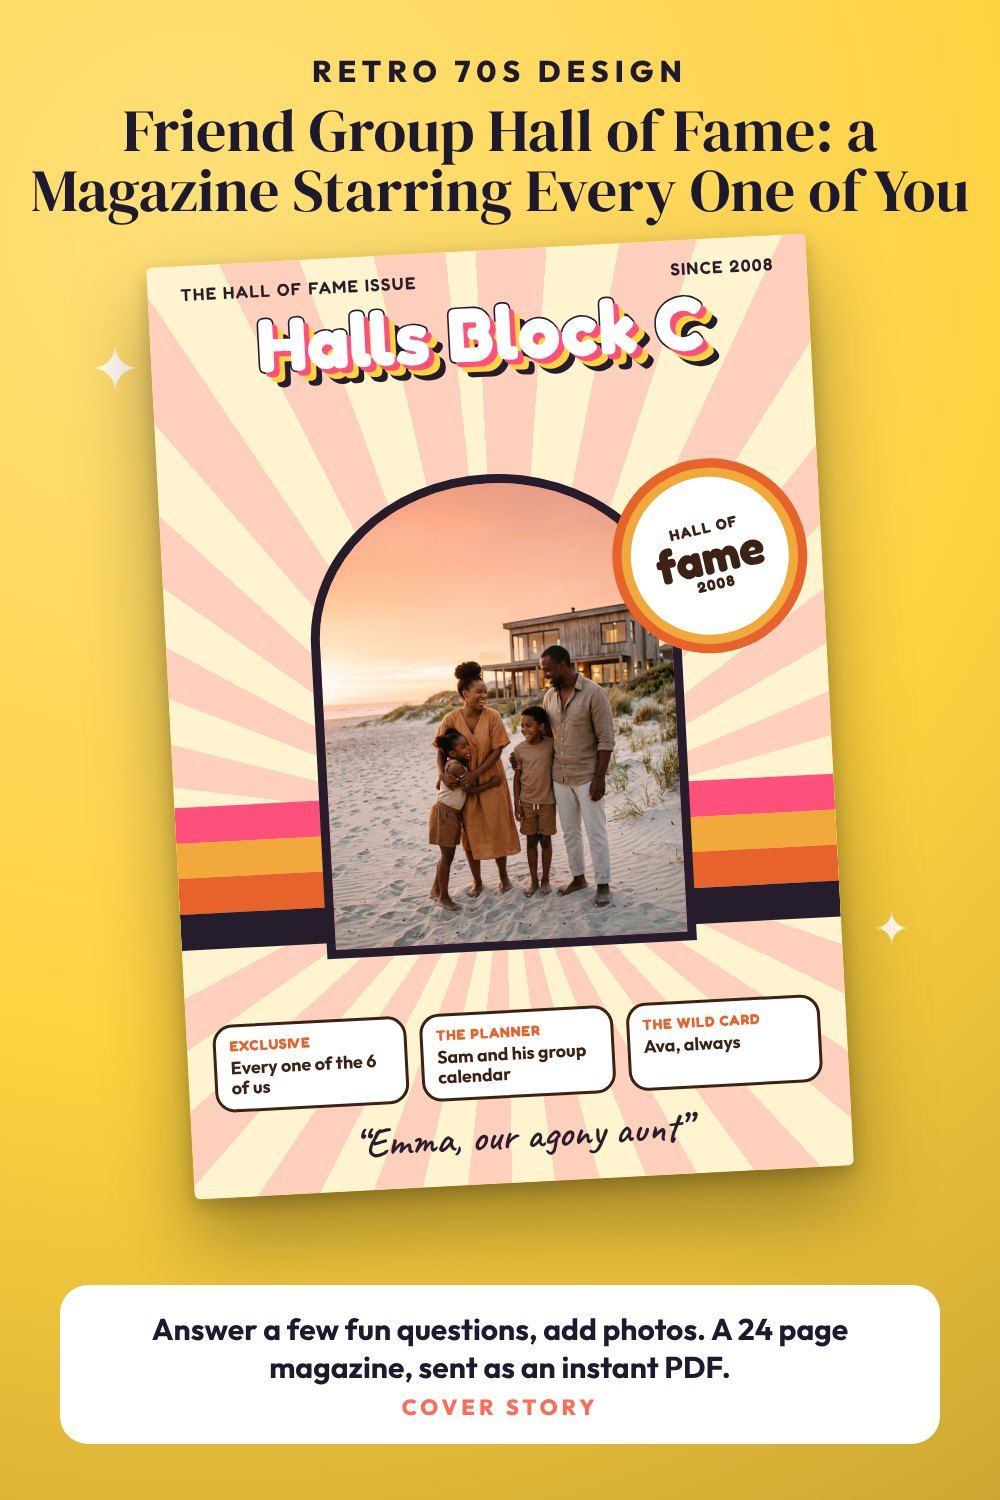 RETRO 70S DESIGN
Friend Group Hall of Fame: a
Magazine Starring Every One of You
THE HALL OF FAME ISSUE
SINCE 2008
Halls Block C
HALL OF
fame
2008
EXCLUSIVE
Every one of the 6
of us
THE PLANNER
Sam and his group
calendar
THE WILD CARD
Ava, always
“Emma, our agony aunt”
Answer a few fun questions, add photos. A 24 page
magazine, sent as an instant PDF.
COVER STORY